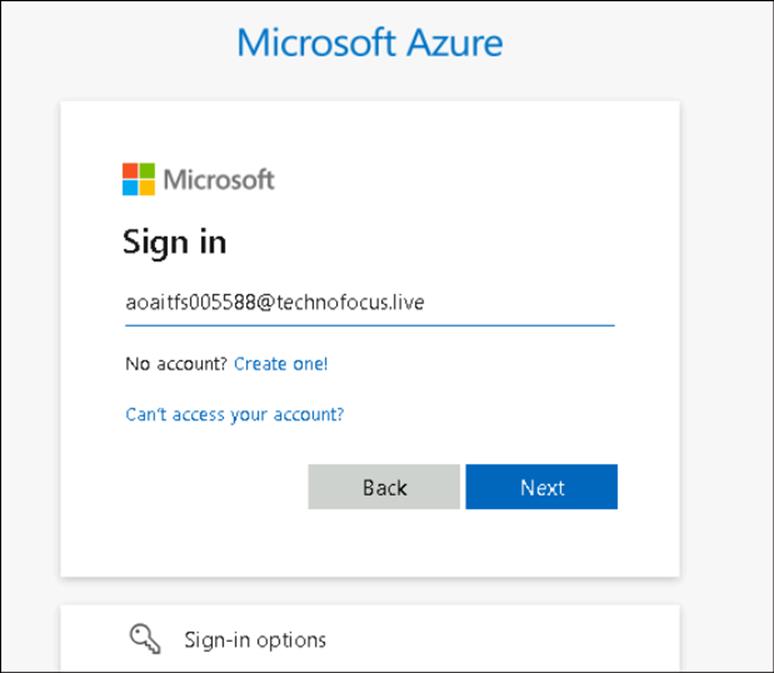 Microsoft Azure
Microsoft
Sign in
aoaitfs005588@technofocus.live
No account? Create one!
Can't access your account?
Back Next
Sign-in options